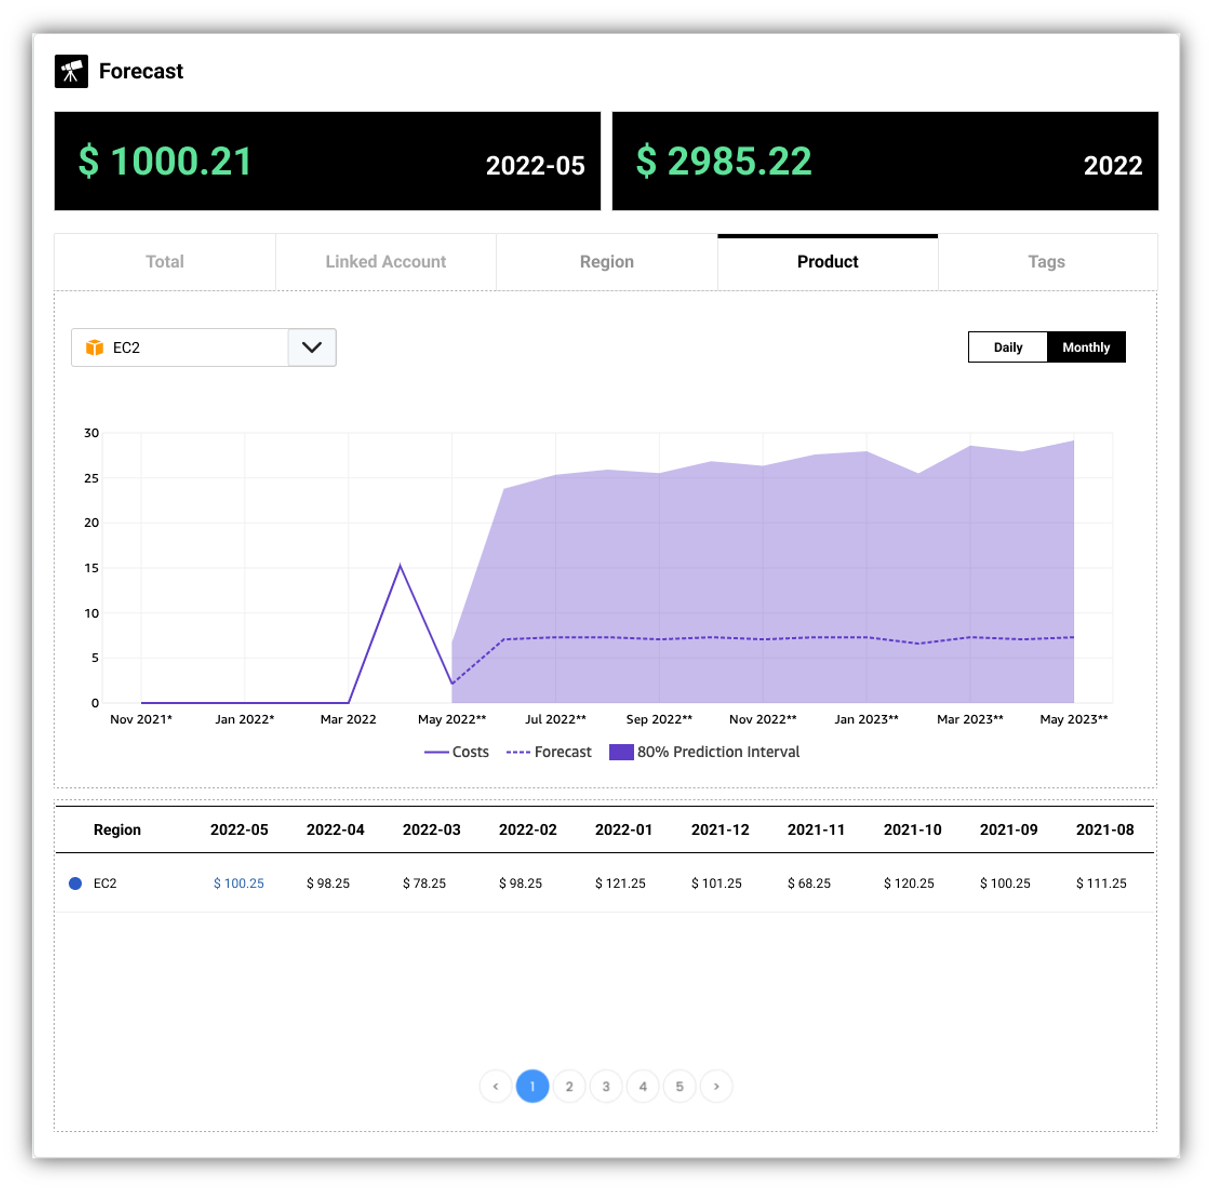 Forecast
$ 1000.21 2022-05
$ 2985.22 2022
Total Linked Account Region Product Tags
EC2
Daily Monthly
30
25
20
15
10
5
0
Nov 2021* Jan 2022* Mar 2022 May 2022** Jul 2022** Sep 2022** Nov 2022** Jan 2023** Mar 2023** May 2023**
Costs Forecast 80% Prediction Interval
Region 2022-05 2022-04 2022-03 2022-02 2022-01 2021-12 2021-11 2021-10 2021-09 2021-08
EC2 $ 100.25 $ 98.25 $ 78.25 $ 98.25 $ 121.25 $ 101.25 $ 68.25 $ 120.25 $ 100.25 $ 111.25
< 1 2 3 4 5 >